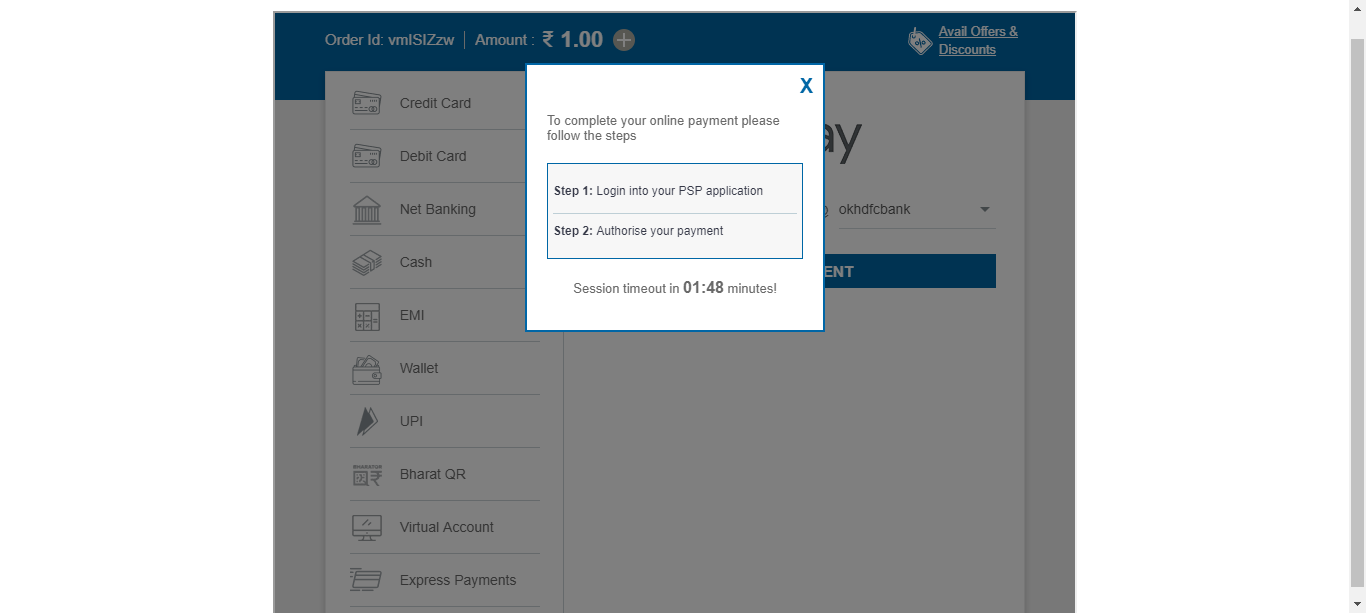 Order Id: vmISIZzw | Amount : ₹ 1.00
Avail Offers &
Discounts
X
To complete your online payment please
follow the steps
Step 1: Login into your PSP application
Step 2: Authorise your payment
Session timeout in 01:48 minutes!
Credit Card
Debit Card
Net Banking
Cash
EMI
Wallet
UPI
Bharat QR
Virtual Account
Express Payments
okhdfcbank